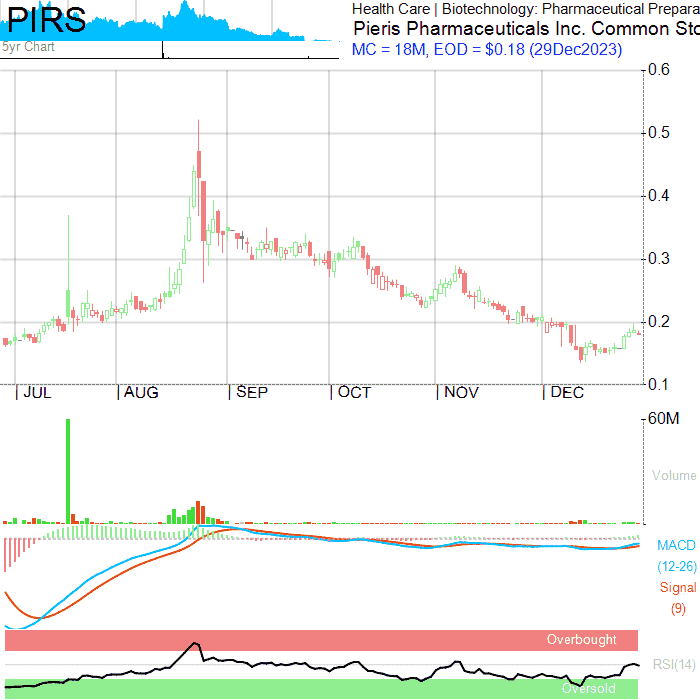 PIRS
5yr Chart
Health Care | Biotechnology: Pharmaceutical Prepara
Pieris Pharmaceuticals Inc. Common Sto
MC = 18M, EOD = $0.18 (29Dec2023)
0.6
0.5
0.4
0.3
0.2
0.1
JUL AUG SEP OCT NOV DEC
60M
Volume
MACD
(12-26)
Signal
(9)
Overbought
RSI(14)
Oversold